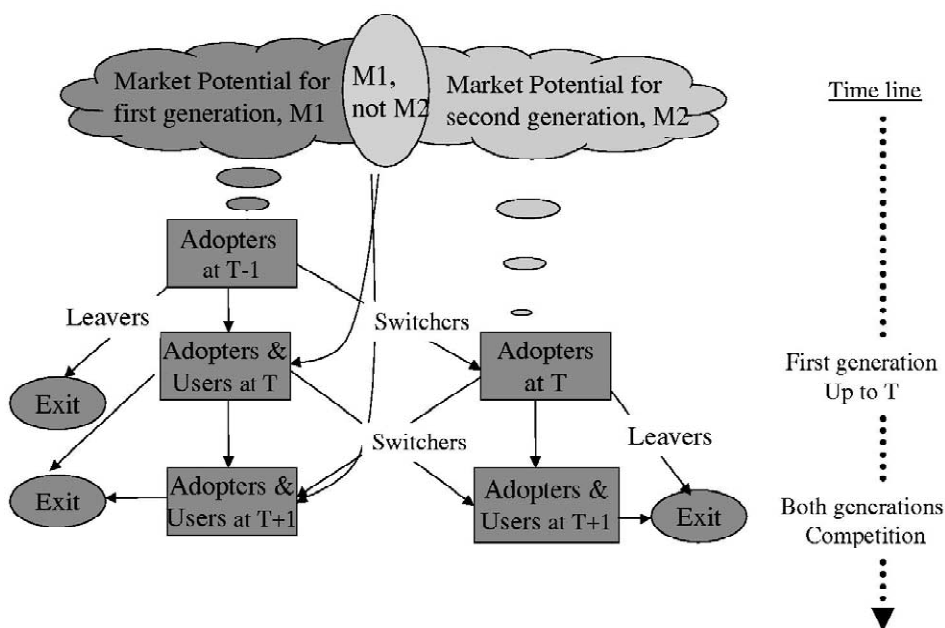 Market Potential for
first generation, M1
M1,
not M2
Market Potential for
second generation, M2
Time line
Adopters
at T-1
Leavers
Switchers
Adopters &
Users at T
Adopters
at T
First generation
Up to T
Exit
Switchers
Leavers
Exit
Adopters &
Users at T+1
Adopters &
Users at T+1
Exit
Both generations
Competition